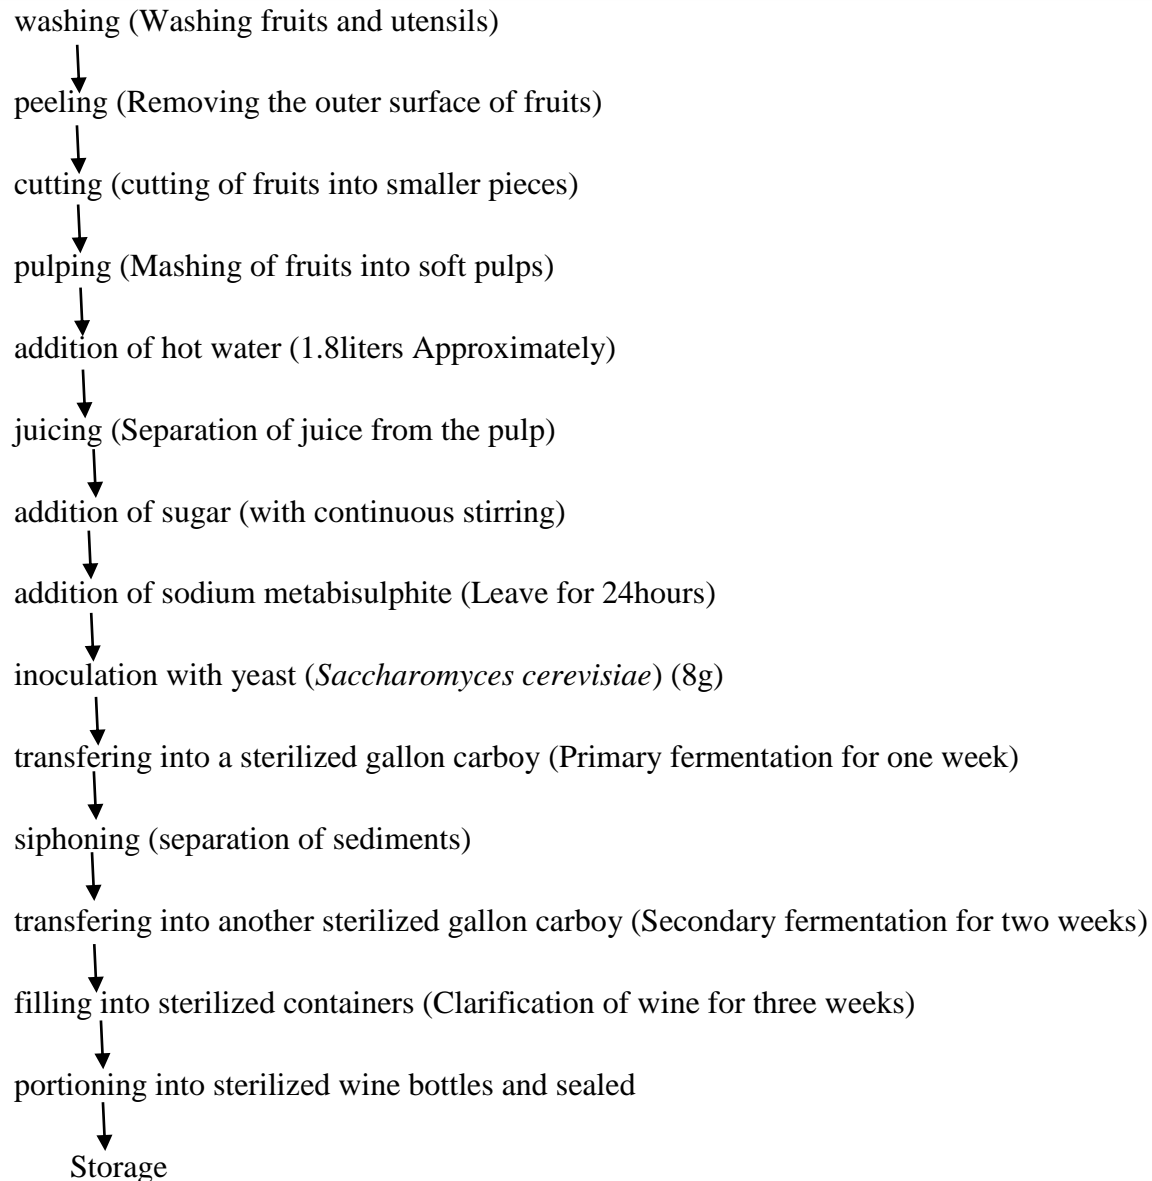 washing (Washing fruits and utensils)
peeling (Removing the outer surface of fruits)
cutting (cutting of fruits into smaller pieces)
pulping (Mashing of fruits into soft pulps)
addition of hot water (1.8liters Approximately)
juicing (Separation of juice from the pulp)
addition of sugar (with continuous stirring)
addition of sodium metabisulphite (Leave for 24hours)
inoculation with yeast (Saccharomyces cerevisiae) (8g)
transfering into a sterilized gallon carboy (Primary fermentation for one week)
siphoning (separation of sediments)
transfering into another sterilized gallon carboy (Secondary fermentation for two weeks)
filling into sterilized containers (Clarification of wine for three weeks)
portioning into sterilized wine bottles and sealed
Storage